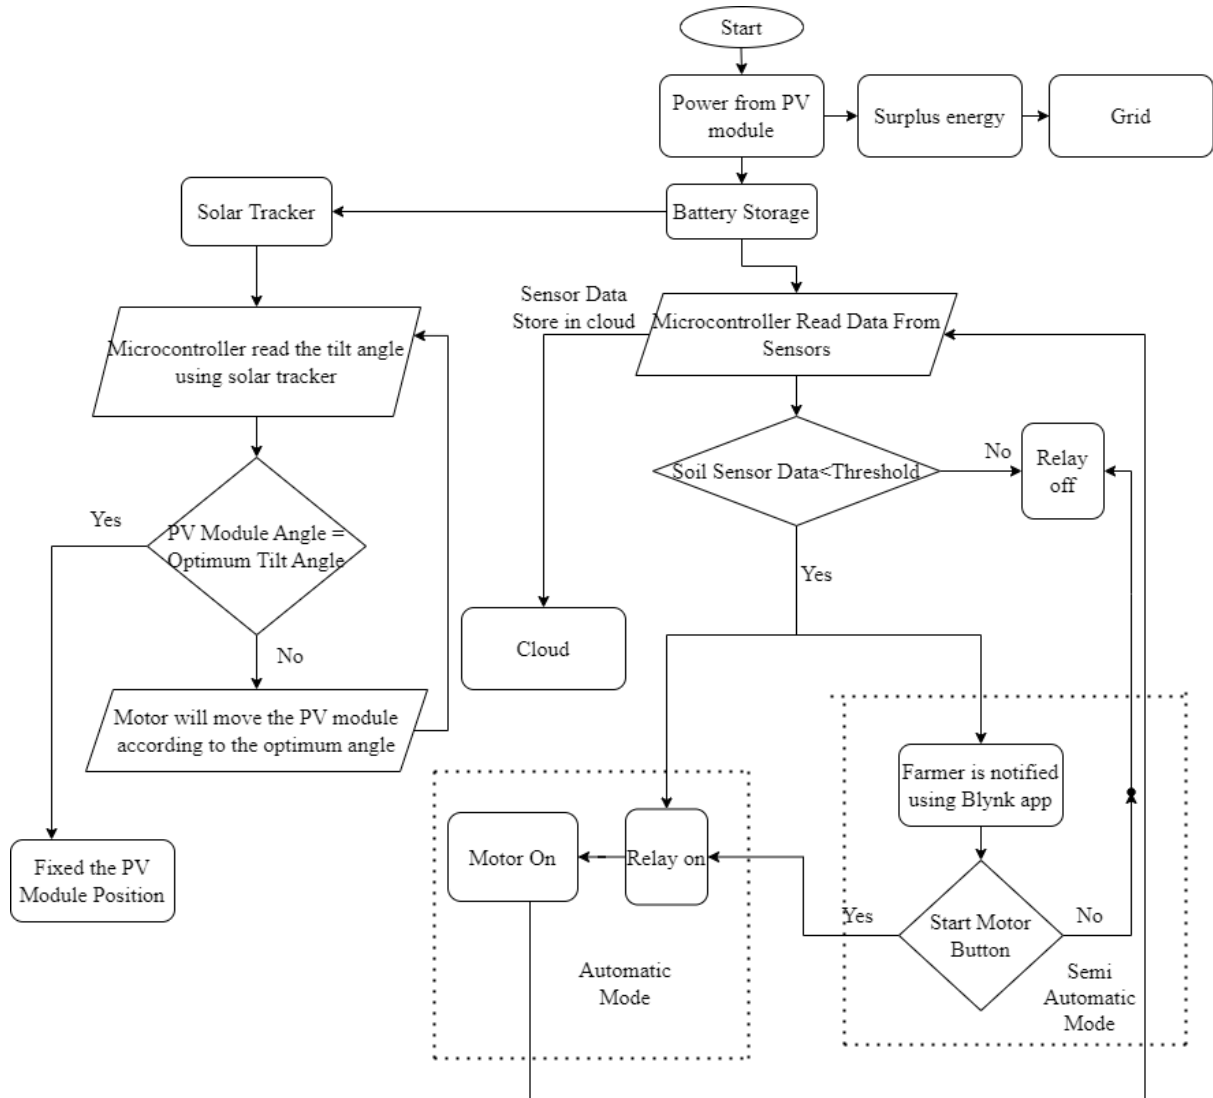 Start
Power from PV
module
Surplus energy
Grid
Solar Tracker
Battery Storage
Sensor Data
Store in cloud
Microcontroller Read Data From
Sensors
Microcontroller read the tilt angle
using solar tracker
Soil Sensor Data<Threshold
No
Relay
off
Yes
PV Module Angle =
Optimum Tilt Angle
Yes
Cloud
No
Motor will move the PV module
according to the optimum angle
Farmer is notified
using Blynk app
Motor On
Relay on
Fixed the PV
Module Position
Yes
Start Motor
Button
No
Automatic
Mode
Semi
Automatic
Mode